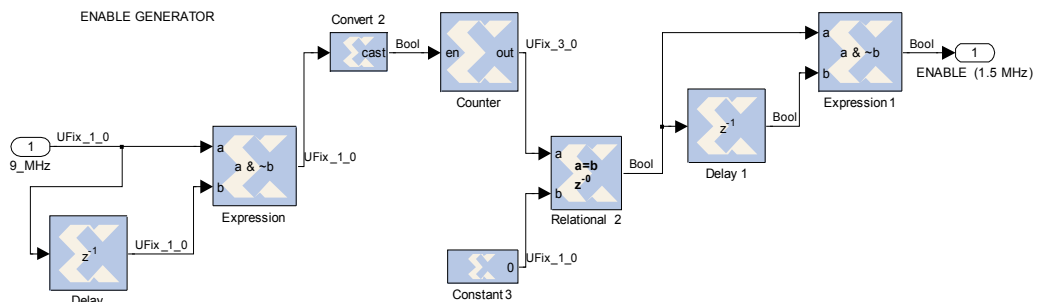 ENABLE GENERATOR
Convert 2
cast
Bool
en
out
Counter
UFix_3_0
a
b
a & ~b
Expression 1
Bool
1
ENABLE (1.5 MHz)
1
9_MHz
UFix_1_0
a
b
a & ~b
Expression
UFix_1_0
z-1
Delay
UFix_1_0
a
b
a=b
z-0
Relational 2
Bool
z-1
Delay 1
Bool
0
Constant 3
UFix_1_0